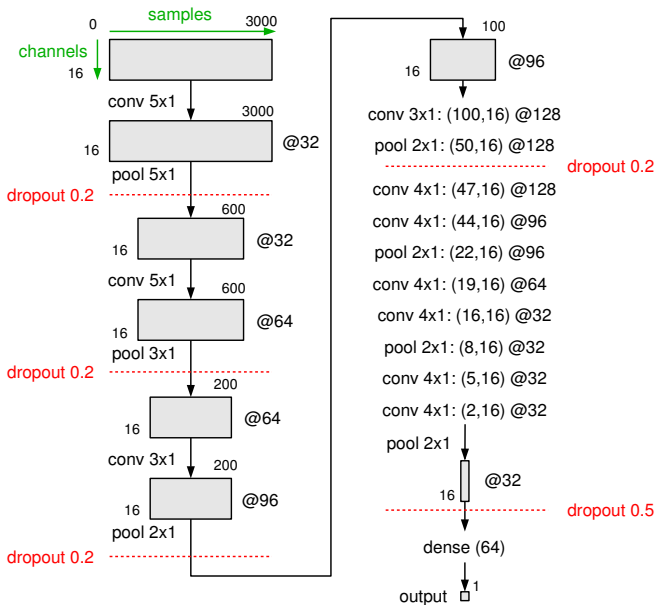 samples
0
3000
channels
16
conv 5x1
3000
16
@32
pool 5x1
dropout 0.2
600
@32
16
conv 5x1
600
@64
16
pool 3x1
dropout 0.2
200
@64
16
conv 3x1
200
@96
16
pool 2x1
dropout 0.2
100
16
@96
conv 3x1: (100,16) @128
pool 2x1: (50,16) @128
dropout 0.2
conv 4x1: (47,16) @128
conv 4x1: (44,16) @96
pool 2x1: (22,16) @96
conv 4x1: (19,16) @64
conv 4x1: (16,16) @32
pool 2x1: (8,16) @32
conv 4x1: (5,16) @32
conv 4x1: (2,16) @32
pool 2x1
@32
16
dropout 0.5
dense (64)
1
output